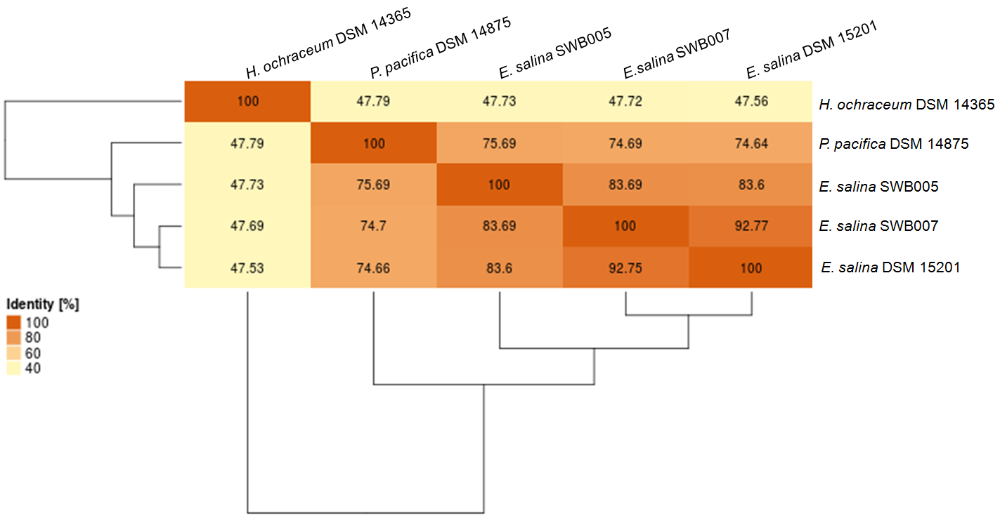 H. ochraceum DSM 14365
P. pacifica DSM 14875
E. salina SWB005
E.salina SWB007
E. salina DSM 15201
100 47.79 47.73 47.72 47.56 H. ochraceum DSM 14365
47.79 100 75.69 74.69 74.64 P. pacifica DSM 14875
47.73 75.69 100 83.69 83.6 E. salina SWB005
47.69 74.7 83.69 100 92.77 E. salina SWB007
47.53 74.66 83.6 92.75 100 E. salina DSM 15201
Identity [%]
100
80
60
40